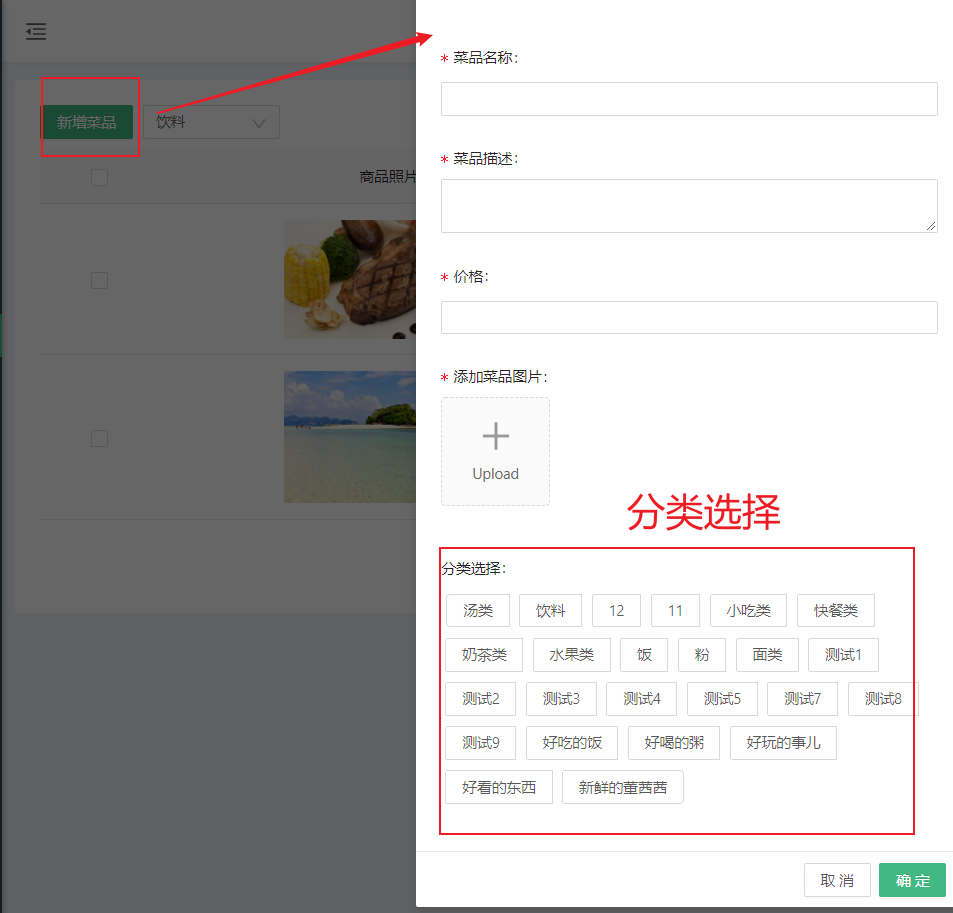 新增菜品
饮料
商品照片
* 菜品名称:
* 菜品描述:
* 价格:
* 添加菜品图片:
Upload
分类选择
分类选择:
汤类 饮料 12 11 小吃类 快餐类
奶茶类 水果类 饭 粉 面类 测试1
测试2 测试3 测试4 测试5 测试7 测试8
测试9 好吃的饭 好喝的粥 好玩的事儿
好看的东西 新鲜的董茜茜
取消 确定